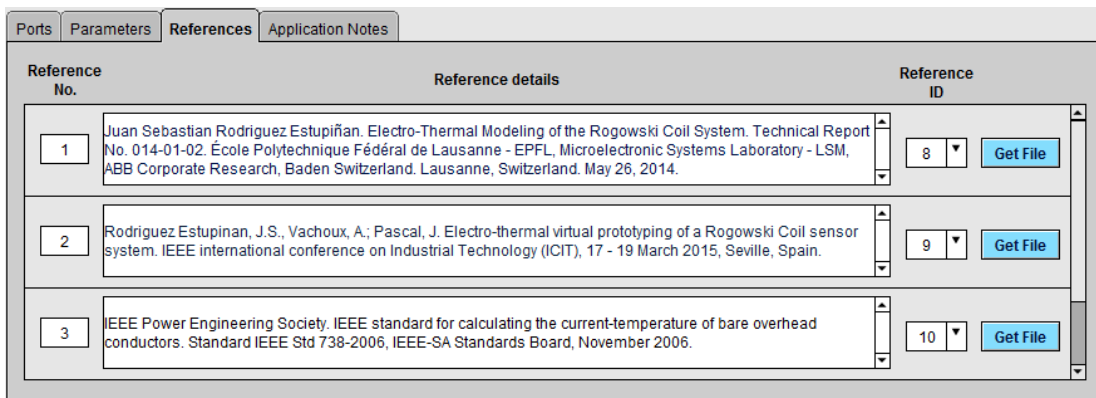 Ports Parameters References Application Notes
Reference No. Reference details Reference ID
1
Juan Sebastian Rodriguez Estupiñan. Electro-Thermal Modeling of the Rogowski Coil System. Technical Report
No. 014-01-02. École Polytechnique Fédéral de Lausanne - EPFL, Microelectronic Systems Laboratory - LSM,
ABB Corporate Research, Baden Switzerland. Lausanne, Switzerland. May 26, 2014.
8 Get File
2
Rodriguez Estupinan, J.S., Vachoux, A.; Pascal, J. Electro-thermal virtual prototyping of a Rogowski Coil sensor
system. IEEE international conference on Industrial Technology (ICIT), 17 - 19 March 2015, Seville, Spain.
9 Get File
3
IEEE Power Engineering Society. IEEE standard for calculating the current-temperature of bare overhead
conductors. Standard IEEE Std 738-2006, IEEE-SA Standards Board, November 2006.
10 Get File